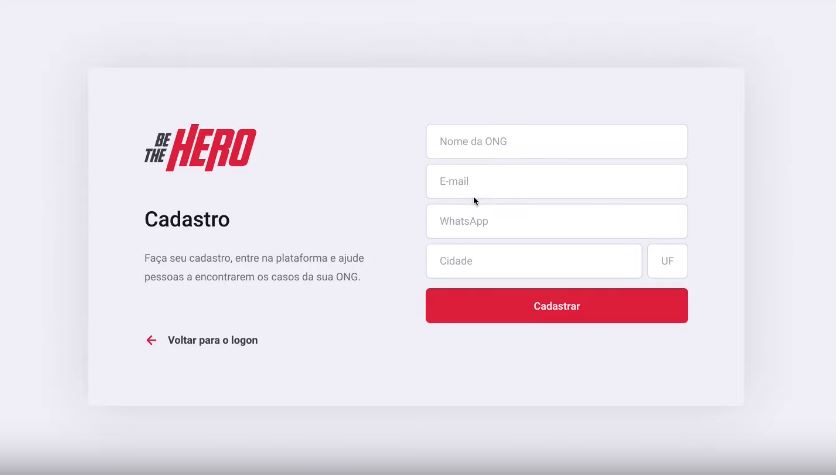 BE
THE HERO
Cadastro
Faça seu cadastro, entre na plataforma e ajude
pessoas a encontrarem os casos da sua ONG.
Voltar para o logon
Nome da ONG
E-mail
WhatsApp
Cidade UF
Cadastrar